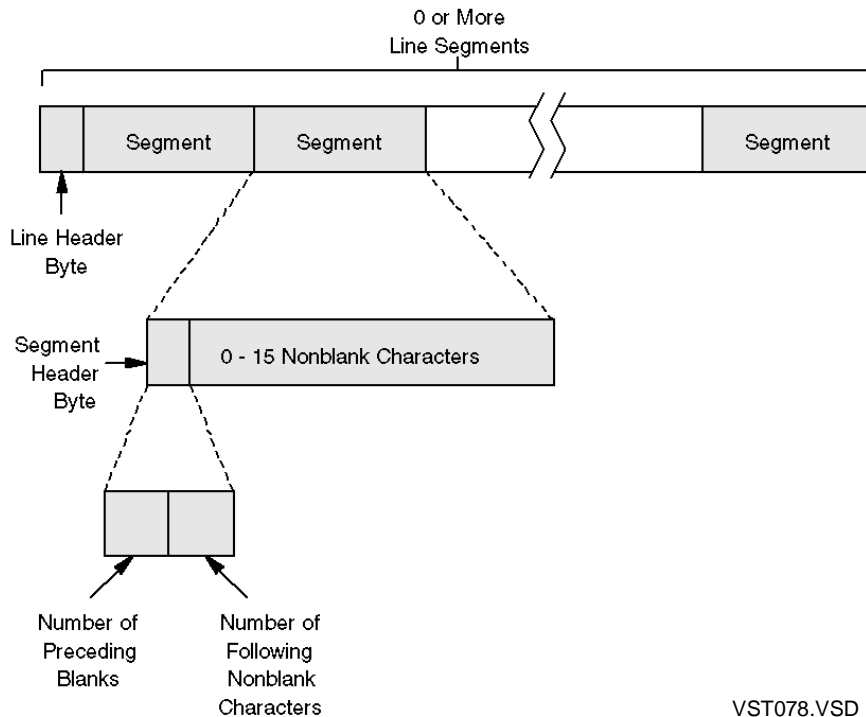 0 or More
Line Segments
Segment
Segment
Segment
Line Header
Byte
Segment
Header
Byte
0 - 15 Nonblank Characters
Number of
Preceding
Blanks
Number of
Following
Nonblank
Characters
VST078.VSD